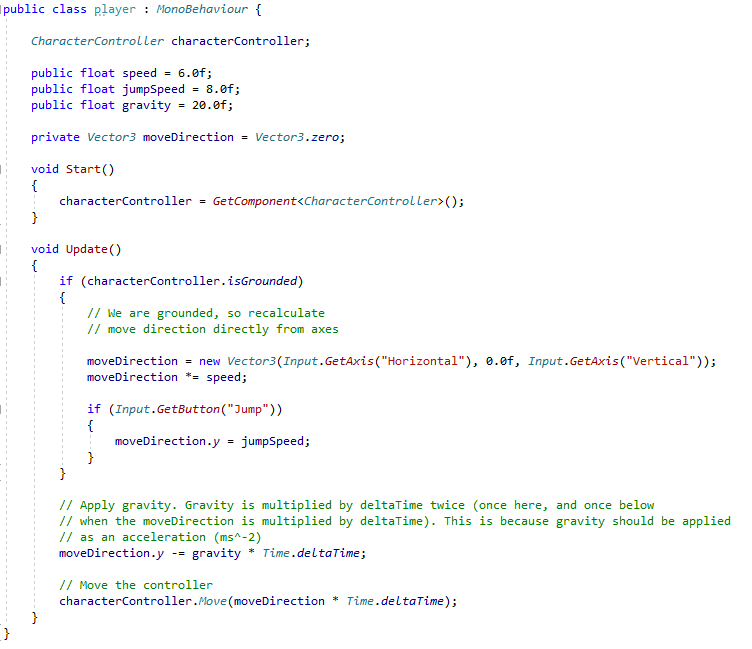 public class player : MonoBehaviour {
CharacterController characterController;
public float speed = 6.0f;
public float jumpSpeed = 8.0f;
public float gravity = 20.0f;
private Vector3 moveDirection = Vector3.zero;
void Start()
{
characterController = GetComponent<CharacterController>();
}
void Update()
{
if (characterController.isGrounded)
{
// We are grounded, so recalculate
// move direction directly from axes
moveDirection = new Vector3(Input.GetAxis("Horizontal"), 0.0f, Input.GetAxis("Vertical"));
moveDirection *= speed;
if (Input.GetButton("Jump"))
{
moveDirection.y = jumpSpeed;
}
}
// Apply gravity. Gravity is multiplied by deltaTime twice (once here, and once below
// when the moveDirection is multiplied by deltaTime). This is because gravity should be applied
// as an acceleration (ms^-2)
moveDirection.y -= gravity * Time.deltaTime;
// Move the controller
characterController.Move(moveDirection * Time.deltaTime);
}
}